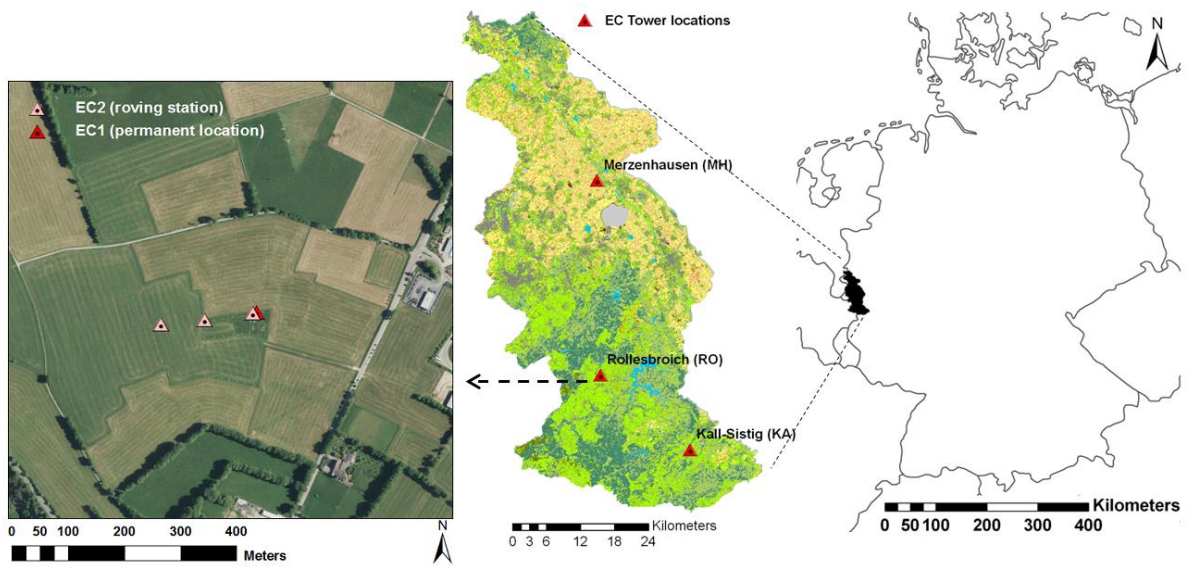 EC2 (roving station)
EC1 (permanent location)
0 50 100 200 300 400
Meters
N
EC Tower locations
Merzenhausen (MH)
Rollesbroich (RO)
Kall-Sistig (KA)
Kilometers
0 3 6 12 16 24
N
Kilometers
0 50 100 200 300 400